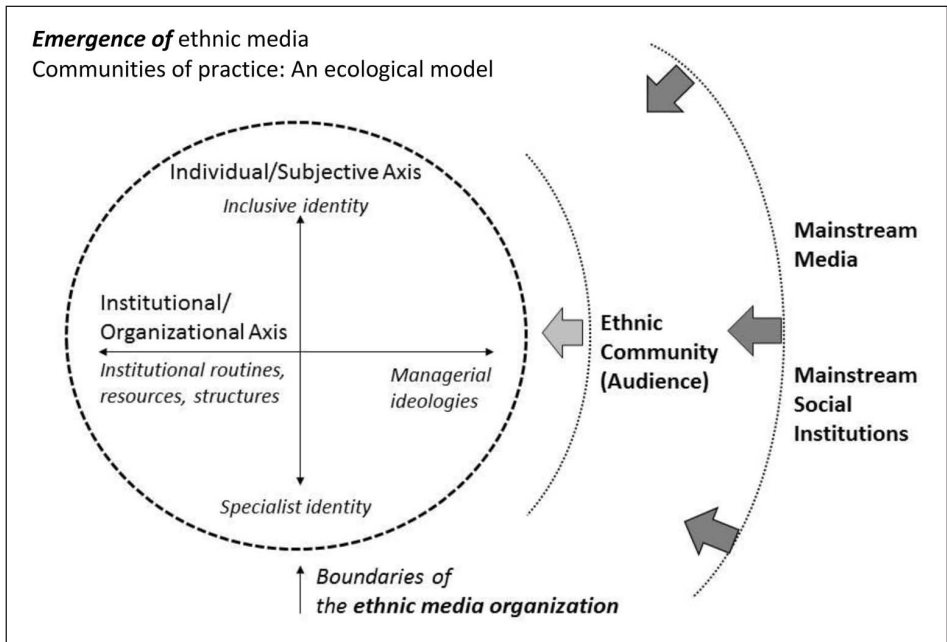 Emergence of ethnic media
Communities of practice: An ecological model
Individual/Subjective Axis
Inclusive identity
Institutional/
Organizational Axis
Institutional routines,
resources, structures
Managerial
ideologies
Specialist identity
Boundaries of
the ethnic media organization
Ethnic
Community
(Audience)
Mainstream
Media
Mainstream
Social
Institutions